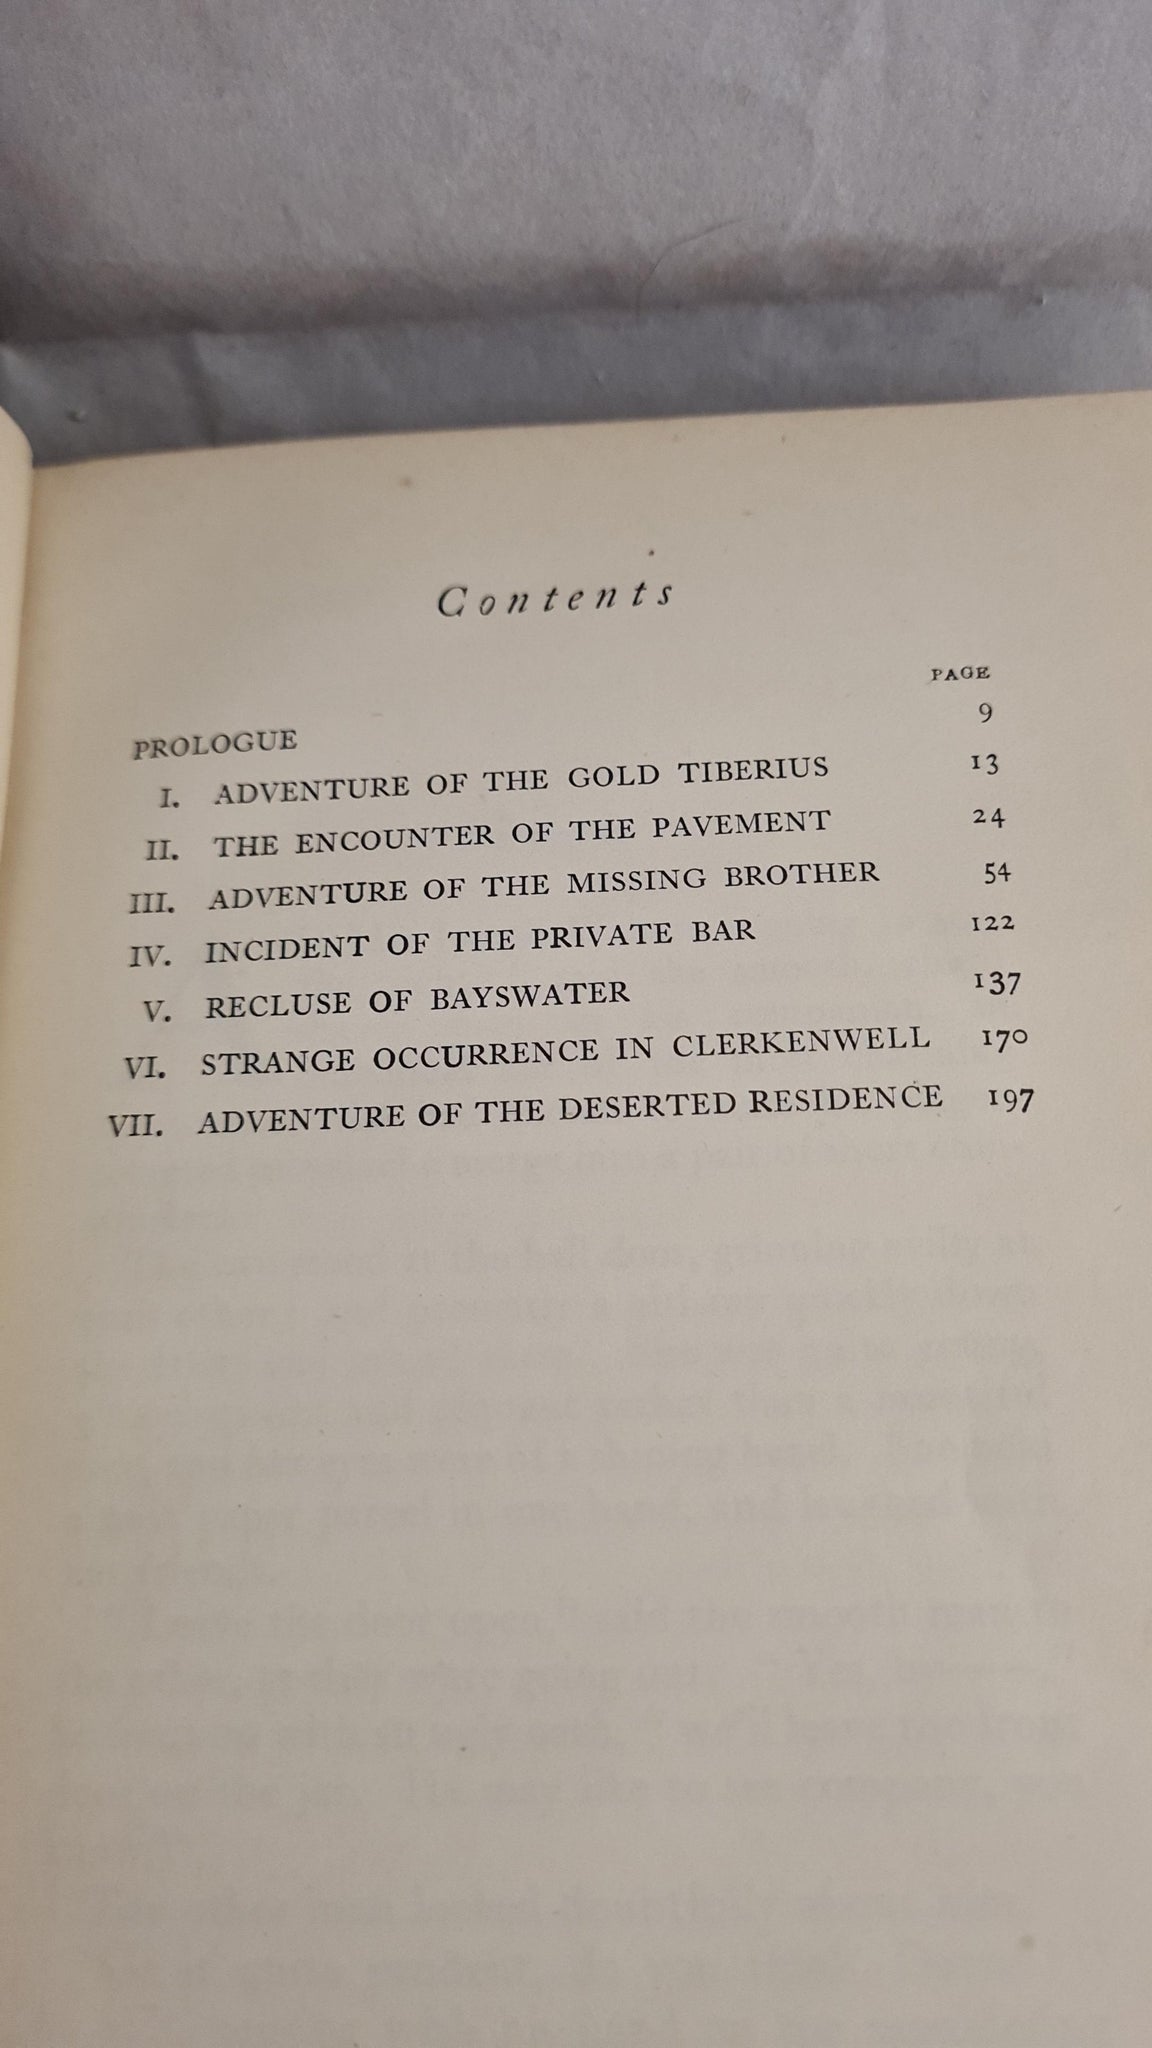 Contents
PAGE
PROLOGUE 9
I. ADVENTURE OF THE GOLD TIBERIUS 13
II. THE ENCOUNTER OF THE PAVEMENT 24
III. ADVENTURE OF THE MISSING BROTHER 54
IV. INCIDENT OF THE PRIVATE BAR 122
V. RECLUSE OF BAYSWATER 137
VI. STRANGE OCCURRENCE IN CLERKENWELL 170
VII. ADVENTURE OF THE DESERTED RESIDENCE 197